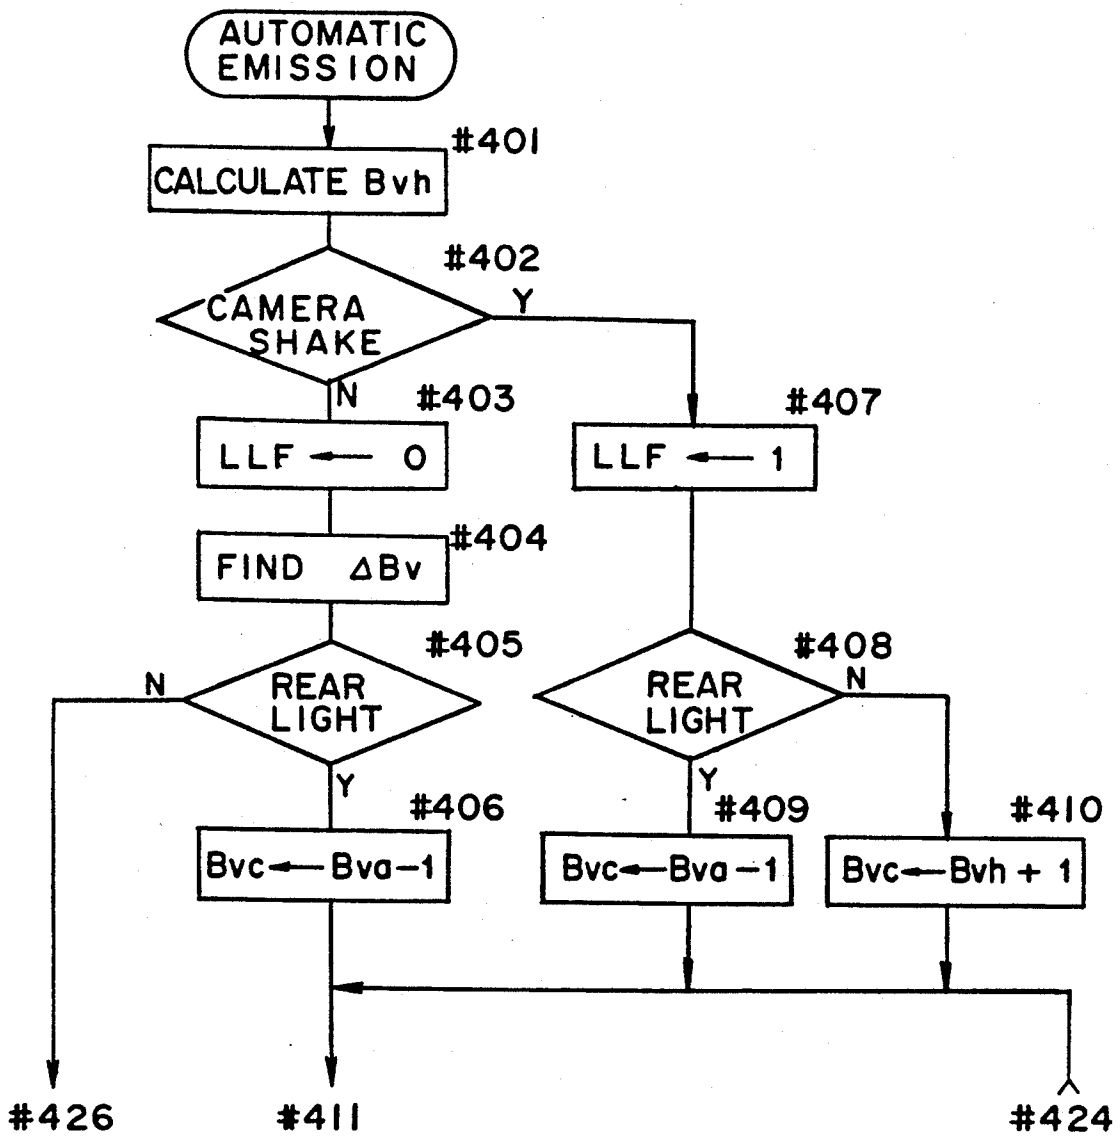 AUTOMATIC
EMISSION
#401
CALCULATE Bvh
#402
CAMERA
SHAKE
Y
N
#403
LLF ← 0
#407
LLF ← 1
#404
FIND ΔBv
#405
REAR
LIGHT
N
Y
#408
REAR
LIGHT
N
Y
#406
Bvc←Bva-1
#409
Bvc←Bva-1
#410
Bvc←Bvh+1
#426
#411
#424